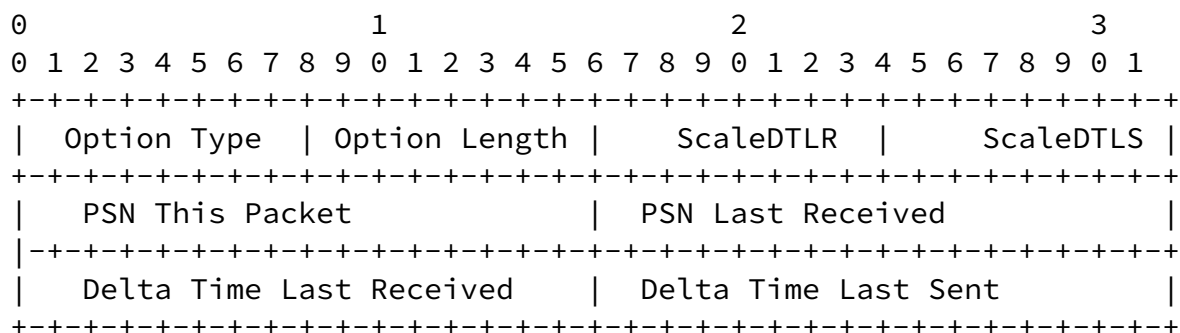 0                   1                   2                   3
0 1 2 3 4 5 6 7 8 9 0 1 2 3 4 5 6 7 8 9 0 1 2 3 4 5 6 7 8 9 0 1
+-+-+-+-+-+-+-+-+-+-+-+-+-+-+-+-+-+-+-+-+-+-+-+-+-+-+-+-+-+-+-+-+
|  Option Type  | Option Length |    ScaleDTLR  |     ScaleDTLS |
+-+-+-+-+-+-+-+-+-+-+-+-+-+-+-+-+-+-+-+-+-+-+-+-+-+-+-+-+-+-+-+-+
|   PSN This Packet             |  PSN Last Received            |
|-+-+-+-+-+-+-+-+-+-+-+-+-+-+-+-+-+-+-+-+-+-+-+-+-+-+-+-+-+-+-+-+
|   Delta Time Last Received    |  Delta Time Last Sent         |
+-+-+-+-+-+-+-+-+-+-+-+-+-+-+-+-+-+-+-+-+-+-+-+-+-+-+-+-+-+-+-+-+